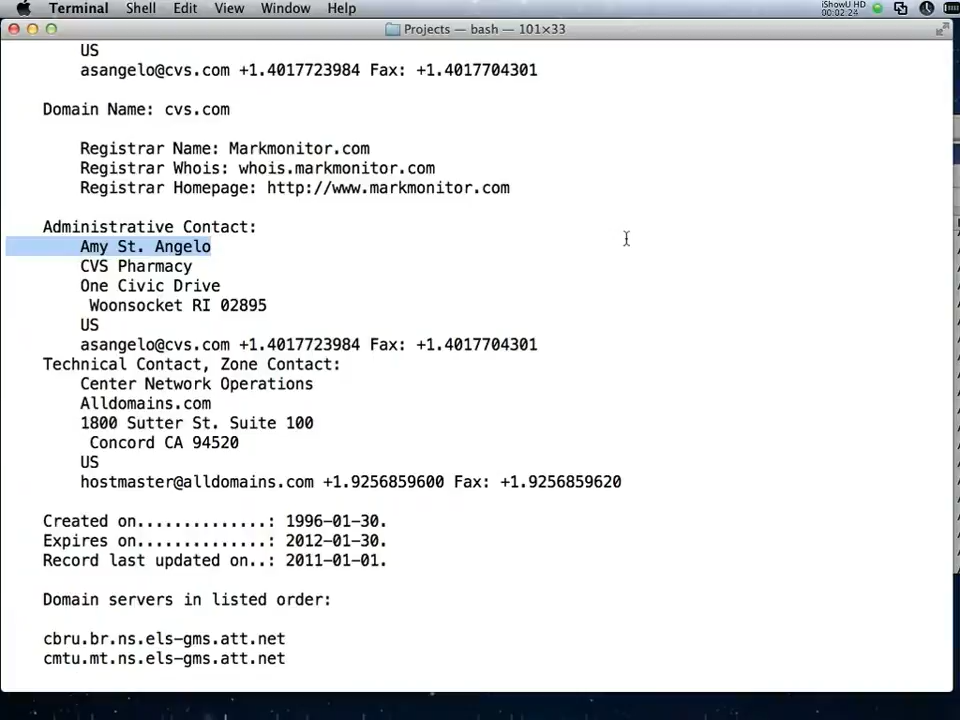 Terminal Shell Edit View Window Help
iShowU HD
00:02:24
Projects — bash — 101×33
US
asangelo@cvs.com +1.4017723984 Fax: +1.4017704301
Domain Name: cvs.com
Registrar Name: Markmonitor.com
Registrar Whois: whois.markmonitor.com
Registrar Homepage: http://www.markmonitor.com
Administrative Contact:
Amy St. Angelo
CVS Pharmacy
One Civic Drive
Woonsocket RI 02895
US
asangelo@cvs.com +1.4017723984 Fax: +1.4017704301
Technical Contact, Zone Contact:
Center Network Operations
Alldomains.com
1800 Sutter St. Suite 100
Concord CA 94520
US
hostmaster@alldomains.com +1.9256859600 Fax: +1.9256859620
Created on..............: 1996-01-30.
Expires on..............: 2012-01-30.
Record last updated on..: 2011-01-01.
Domain servers in listed order:
cbru.br.ns.els-gms.att.net
cmtu.mt.ns.els-gms.att.net